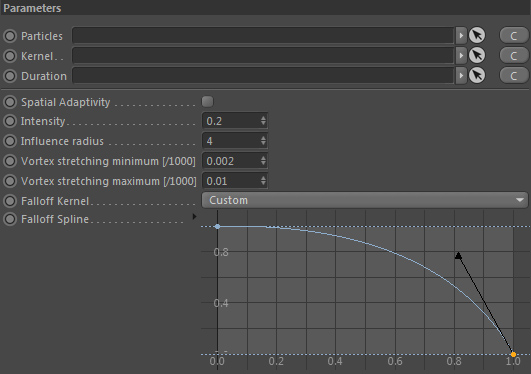 Parameters
Particles C
Kernel . . C
Duration C
Spatial Adaptivity . . . . . . . . . . . .
Intensity. . . . . . . . . . . . . . . . . . . 0.2
Influence radius . . . . . . . . . . . . . 4
Vortex stretching minimum [/1000] 0.002
Vortex stretching maximum [/1000] 0.01
Falloff Kernel. . . . . . . . . . . . . . . . Custom
Falloff Spline. . . . . . . . . . . . . . .
0.8
0.4
0.0 0.2 0.4 0.6 0.8 1.0